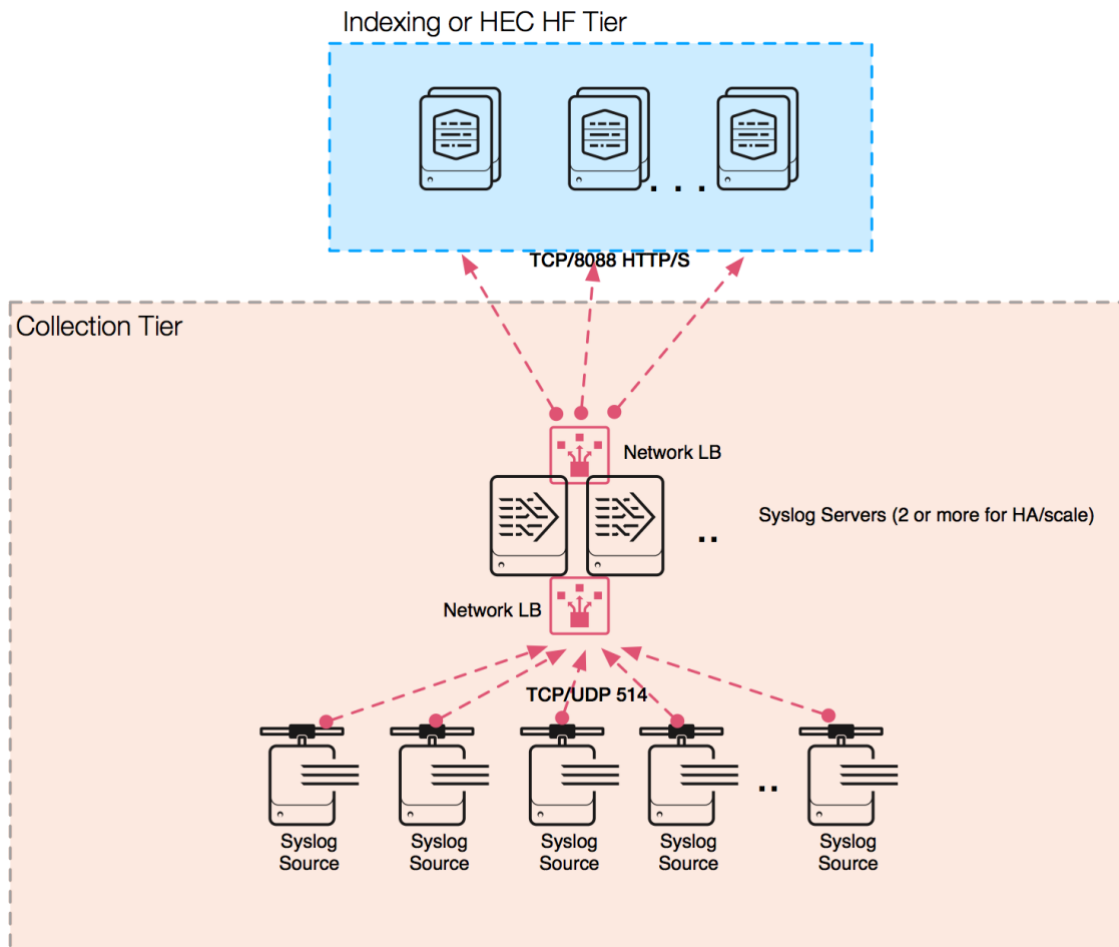 Indexing or HEC HF Tier
. . .
TCP/8088 HTTP/S
Collection Tier
Network LB
Syslog Servers (2 or more for HA/scale)
..
Network LB
TCP/UDP 514
..
Syslog
Source
Syslog
Source
Syslog
Source
Syslog
Source
Syslog
Source